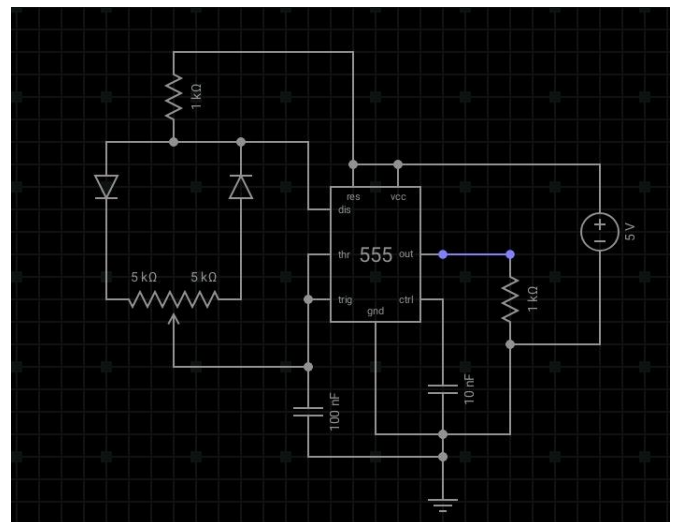 1 kΩ
res
vcc
dis
5 V
thr
555
out
5 kΩ
5 kΩ
trig
ctrl
1 kΩ
gnd
10 nF
100 nF